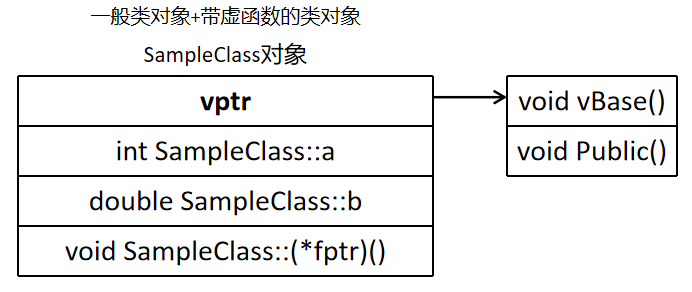 一般类对象+带虚函数的类对象
SampleClass对象
vptr
int SampleClass::a
double SampleClass::b
void SampleClass::(*fptr)()
void vBase()
void Public()